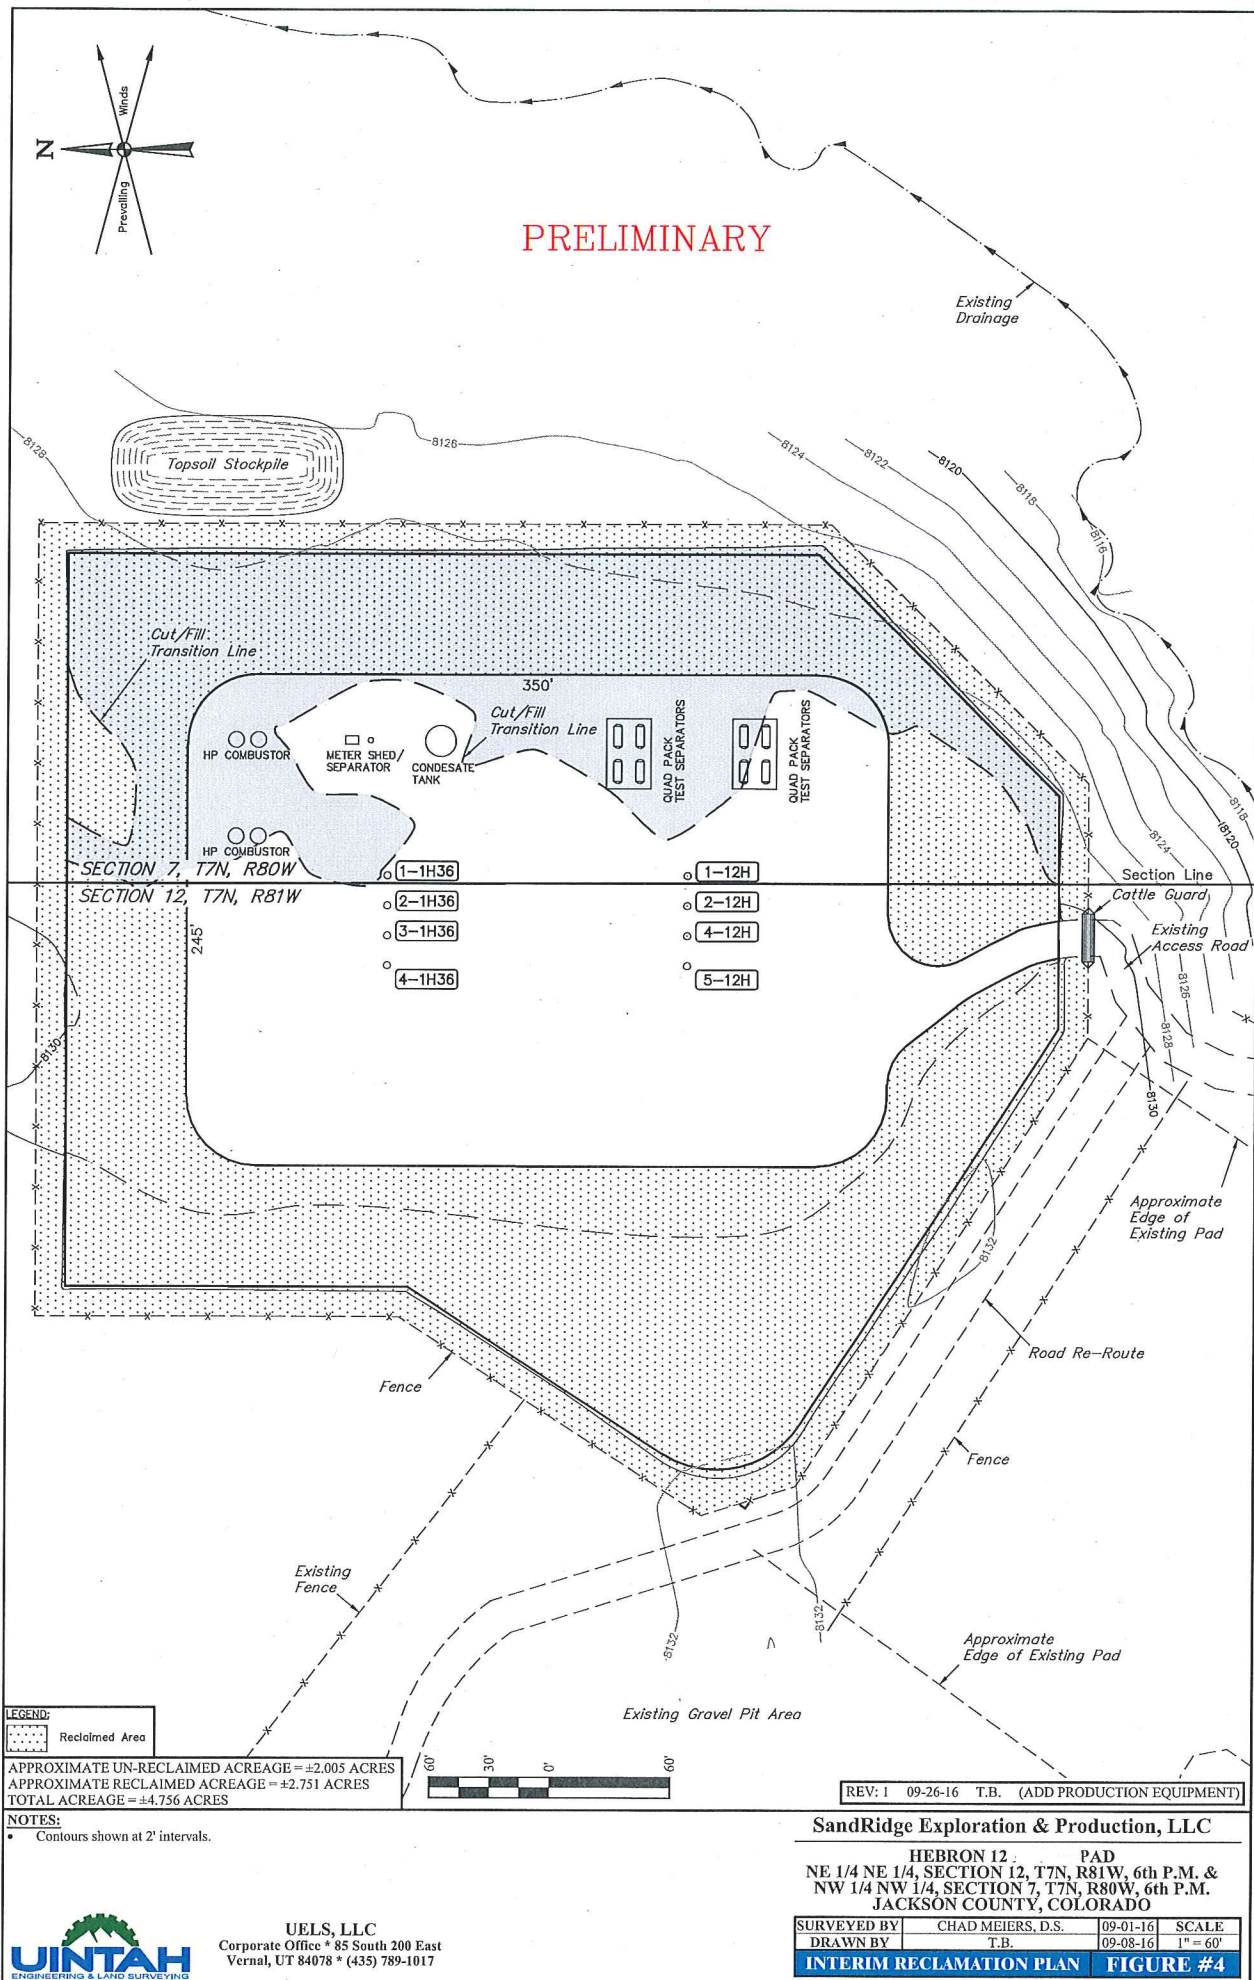 N
Winds
Prevailing
PRELIMINARY
Existing
Drainage
8128
Topsoil Stockpile
8126
8124
8122
8120
8118
8116
Cut/Fill
Transition Line
350'
Cut/Fill
Transition Line
HP COMBUSTOR
METER SHED/
SEPARATOR
CONDESATE
TANK
QUAD PACK
TEST SEPARATORS
QUAD PACK
TEST SEPARATORS
HP COMBUSTOR
8118
18120
8124
SECTION 7, T7N, R80W
SECTION 12, T7N, R81W
1-1H36
2-1H36
3-1H36
4-1H36
1-12H
2-12H
4-12H
5-12H
Section Line
Cattle Guard
Existing
Access Road
245'
8126
8128
8130
8130
Approximate
Edge of
Existing Pad
8132
Road Re-Route
Fence
Fence
Existing
Fence
8132
8132
Approximate
Edge of Existing Pad
Existing Gravel Pit Area
LEGEND:
Reclaimed Area
APPROXIMATE UN-RECLAIMED ACREAGE = ±2.005 ACRES
APPROXIMATE RECLAIMED ACREAGE = ±2.751 ACRES
TOTAL ACREAGE = ±4.756 ACRES
60' 30' 0' 60'
REV: 1 09-26-16 T.B. (ADD PRODUCTION EQUIPMENT)
NOTES:
• Contours shown at 2' intervals.
SandRidge Exploration & Production, LLC
HEBRON 12 PAD
NE 1/4 NE 1/4, SECTION 12, T7N, R81W, 6th P.M. &
NW 1/4 NW 1/4, SECTION 7, T7N, R80W, 6th P.M.
JACKSON COUNTY, COLORADO
SURVEYED BY CHAD MEIERS, D.S. 09-01-16 SCALE
DRAWN BY T.B. 09-08-16 1" = 60'
INTERIM RECLAMATION PLAN FIGURE #4
UELS, LLC
Corporate Office * 85 South 200 East
Vernal, UT 84078 * (435) 789-1017
UINTAH
ENGINEERING & LAND SURVEYING